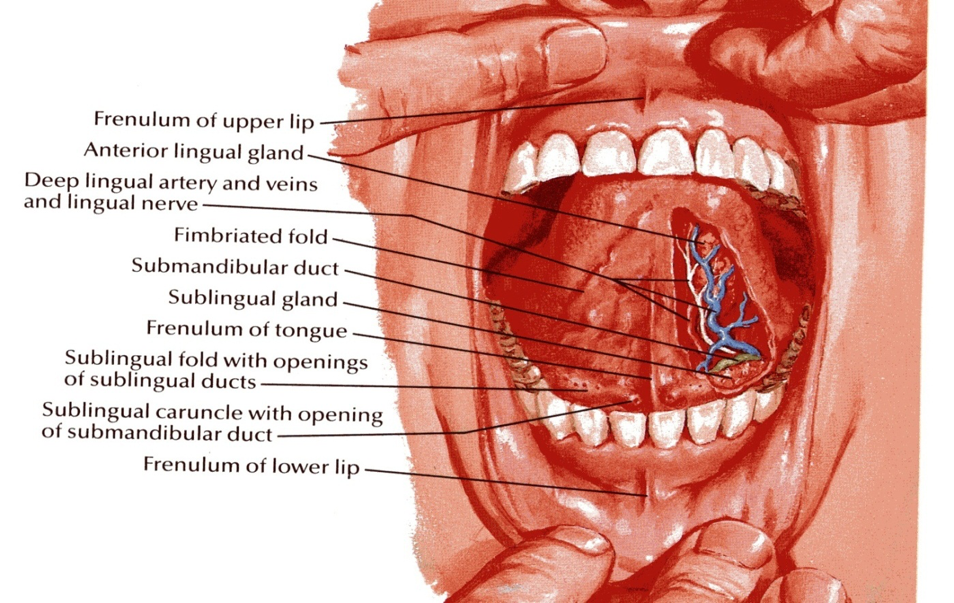 Frenulum of upper lip
Anterior lingual gland
Deep lingual artery and veins
and lingual nerve
Fimbriated fold
Submandibular duct
Sublingual gland
Frenulum of tongue
Sublingual fold with openings
of sublingual ducts
Sublingual caruncle with opening
of submandibular duct
Frenulum of lower lip